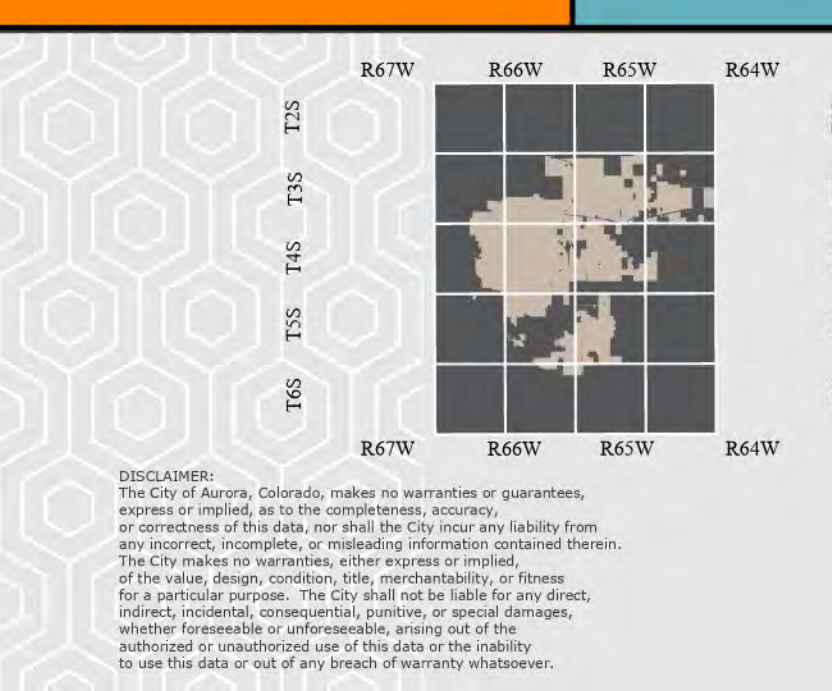 R67W R66W R65W R64W
T2S
T3S
T4S
T5S
T6S
R67W R66W R65W R64W
DISCLAIMER:
The City of Aurora, Colorado, makes no warranties or guarantees,
express or implied, as to the completeness, accuracy,
or correctness of this data, nor shall the City incur any liability from
any incorrect, incomplete, or misleading information contained therein.
The City makes no warranties, either express or implied,
of the value, design, condition, title, merchantability, or fitness
for a particular purpose.  The City shall not be liable for any direct,
indirect, incidental, consequential, punitive, or special damages,
whether foreseeable or unforeseeable, arising out of the
authorized or unauthorized use of this data or the inability
to use this data or out of any breach of warranty whatsoever.